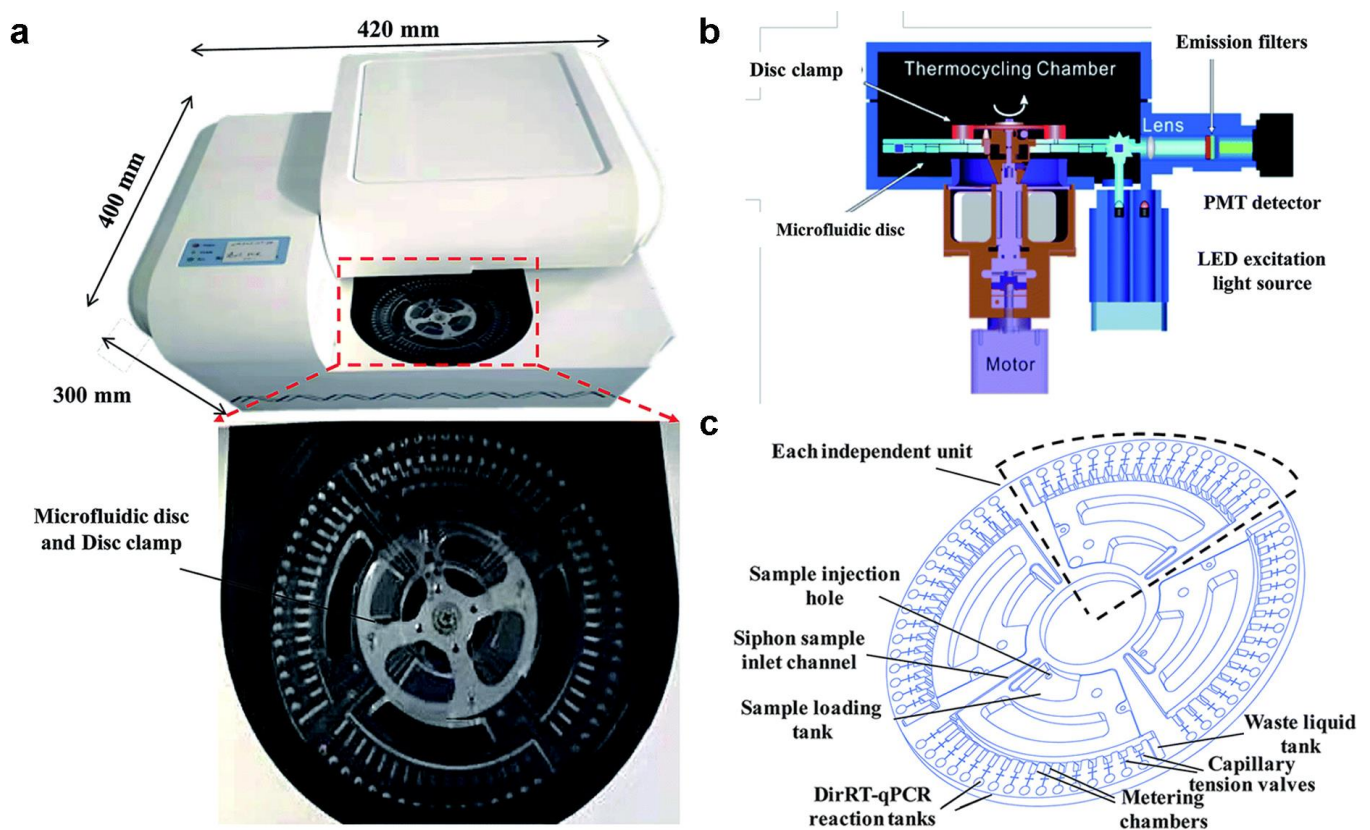 a
420 mm
400 mm
300 mm
Microfluidic disc
and Disc clamp
b
Emission filters
Disc clamp
Thermocycling Chamber
Lens
Microfluidic disc
PMT detector
LED excitation
light source
Motor
c
Each independent
unit
Sample injection
hole
Siphon sample
inlet channel
Sample loading
tank
Waste liquid
tank
Capillary
tension valves
Metering
chambers
DirRT-qPCR
reaction tanks